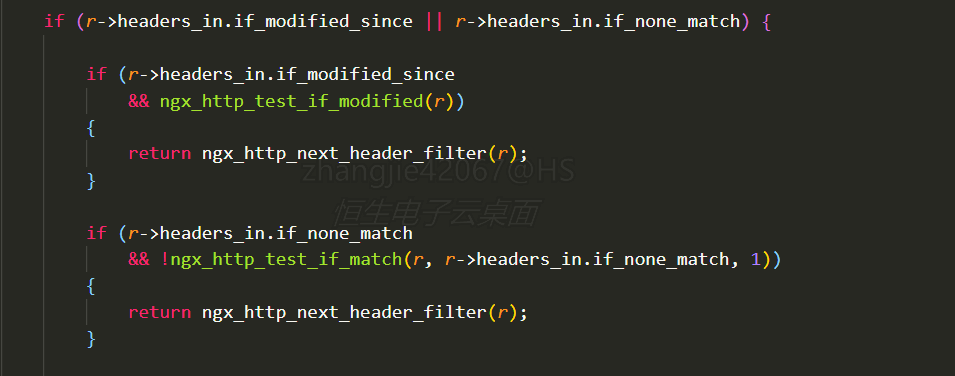 if (r->headers_in.if_modified_since || r->headers_in.if_none_match) {
if (r->headers_in.if_modified_since
&& ngx_http_test_if_modified(r))
{
return ngx_http_next_header_filter(r);
}
zhangjie42067@HS
恒生电子云桌面
if (r->headers_in.if_none_match
&& !ngx_http_test_if_match(r, r->headers_in.if_none_match, 1))
{
return ngx_http_next_header_filter(r);
}